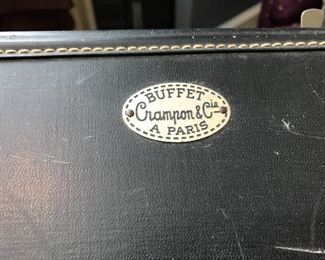 BUFFET
Crampon & Cie
A PARIS